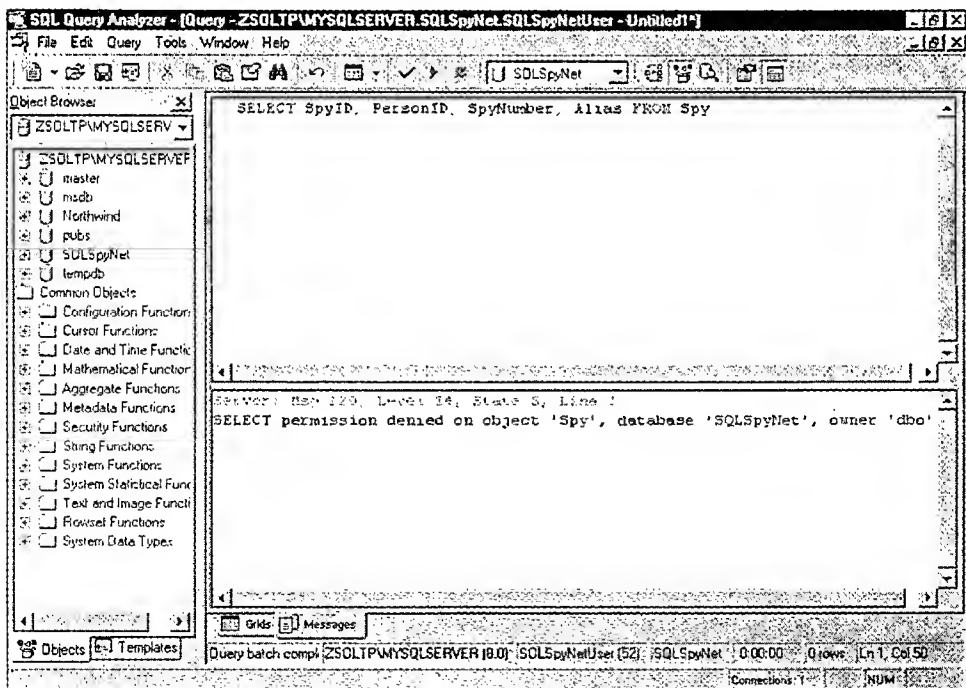 SQL Query Analyzer - [Query - ZSOLTP\MYSQLSERVER.SQLSpyNet.SQLSpyNetUser - Untitled1*]
File Edit Query Tools Window Help
SQLSpyNet
Object Browser
ZSOLTP\MYSQLSERV
ZSOLTP\MYSQLSERVER
master
msdb
Northwind
pubs
SQLSpyNet
tempdb
Common Objects
Configuration Function
Cursor Functions
Date and Time Functic
Mathematical Function
Aggregate Functions
Metadata Functions
Security Functions
String Functions
System Functions
System Statistical Func
Text and Image Functi
Rowset Functions
System Data Types
Objects Templates
SELECT SpyID, PersonID, SpyNumber, Alias FROM Spy
Server: Msg Level State Line
SELECT permission denied on object 'Spy', database 'SQLSpyNet', owner 'dbo'
Grids Messages
Query batch compl ZSOLTP\MYSQLSERVER (8.0) SQLSpyNetUser (52) SQLSpyNet 0:00:00 0 rows Ln 1, Col 50
Connections: 1 NUM